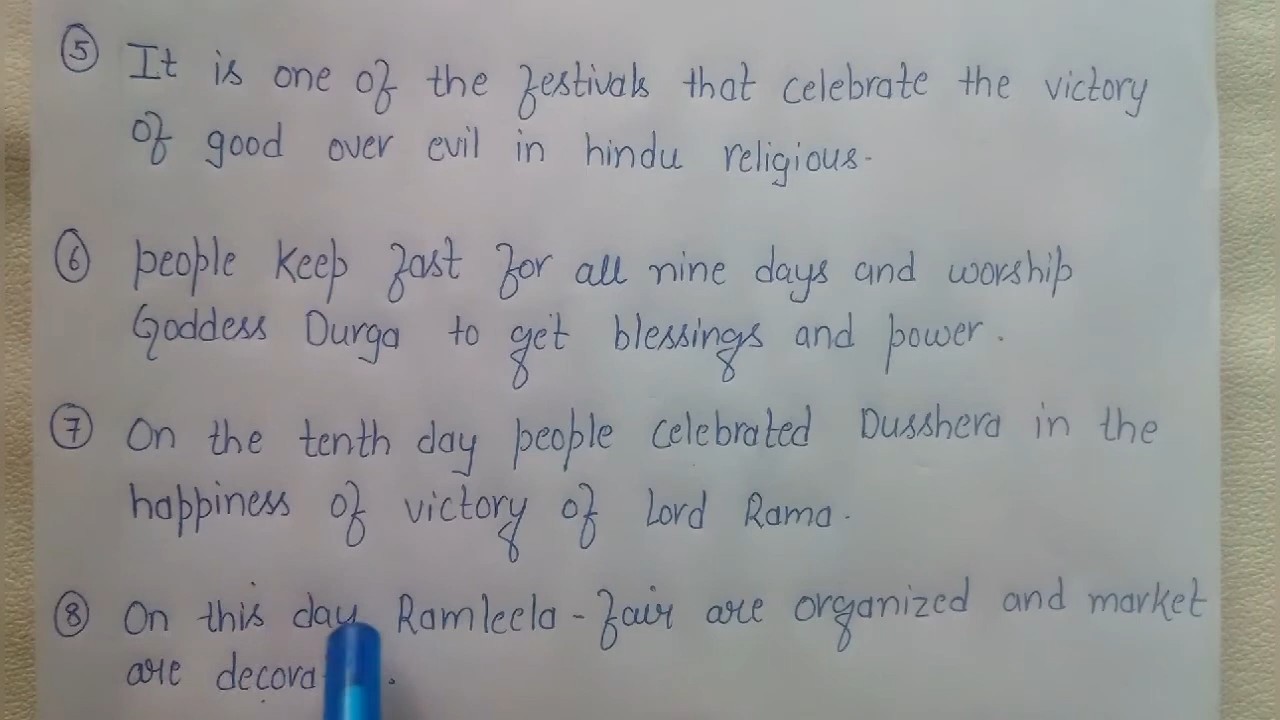 ⑤ It is one of the festivals that celebrate the victory
of good over evil in hindu religious.
⑥ people keep fast for all nine days and worship
Goddess Durga to get blessings and power.
⑦ On the tenth day people celebrated Dusshera in the
happiness of victory of Lord Rama.
⑧ On this day Ramleela - fair are organized and market
are